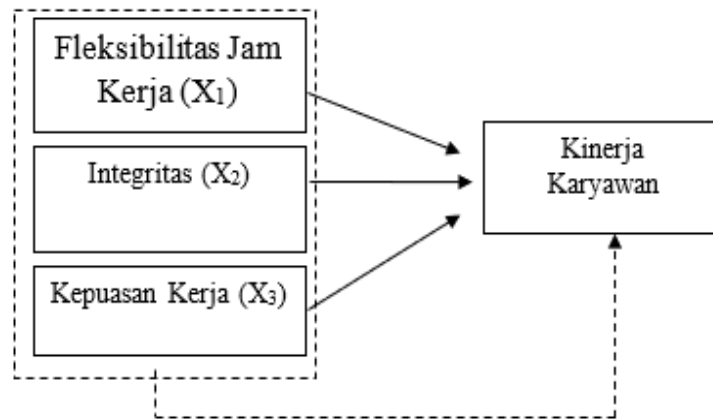 Fleksibilitas Jam
Kerja (X₁)
Integritas (X₂)
Kepuasan Kerja (X₃)
Kinerja
Karyawan